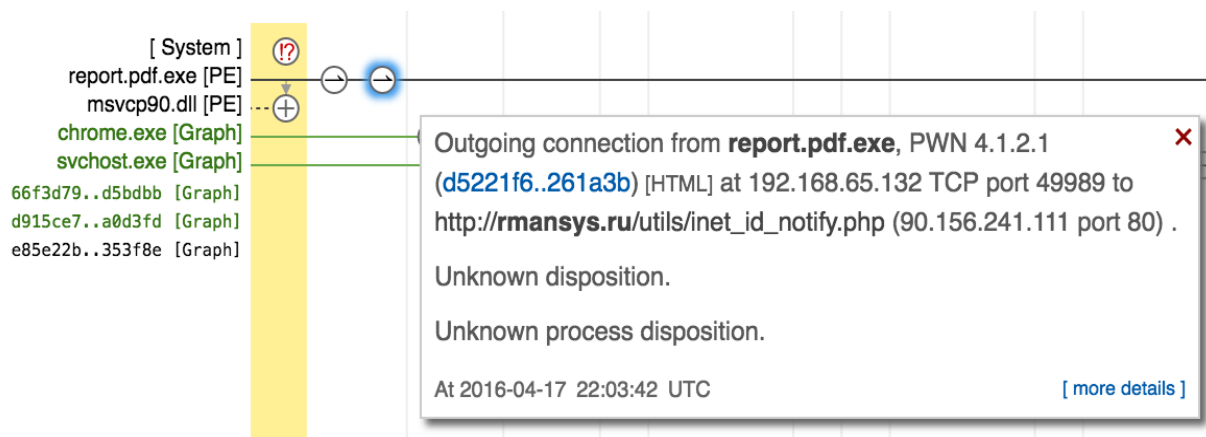 [ System ]
!?
report.pdf.exe [PE]
msvcp90.dll [PE]
chrome.exe [Graph]
svchost.exe [Graph]
66f3d79..d5bdbb [Graph]
d915ce7..a0d3fd [Graph]
e85e22b..353f8e [Graph]
Outgoing connection from report.pdf.exe, PWN 4.1.2.1
(d5221f6..261a3b) [HTML] at 192.168.65.132 TCP port 49989 to
http://rmansys.ru/utils/inet_id_notify.php (90.156.241.111 port 80) .
Unknown disposition.
Unknown process disposition.
At 2016-04-17 22:03:42 UTC
[ more details ]